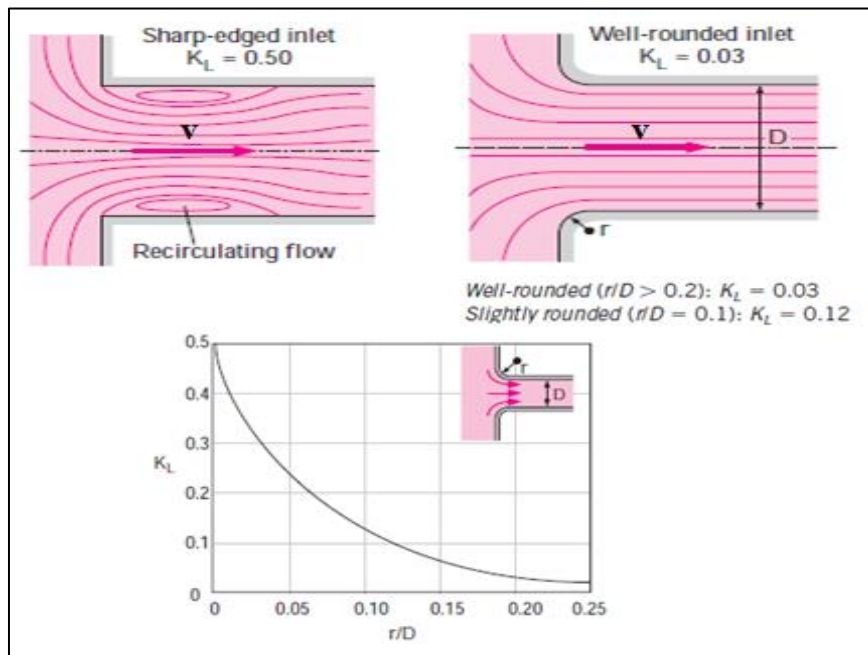 Sharp-edged inlet
K_L = 0.50
v
Recirculating flow
Well-rounded inlet
K_L = 0.03
v
D
r
Well-rounded (r/D > 0.2): K_L = 0.03
Slightly rounded (r/D = 0.1): K_L = 0.12
0.5
0.4
0.3
K_L
0.2
0.1
0
r
D
0 0.05 0.10 0.15 0.20 0.25
r/D